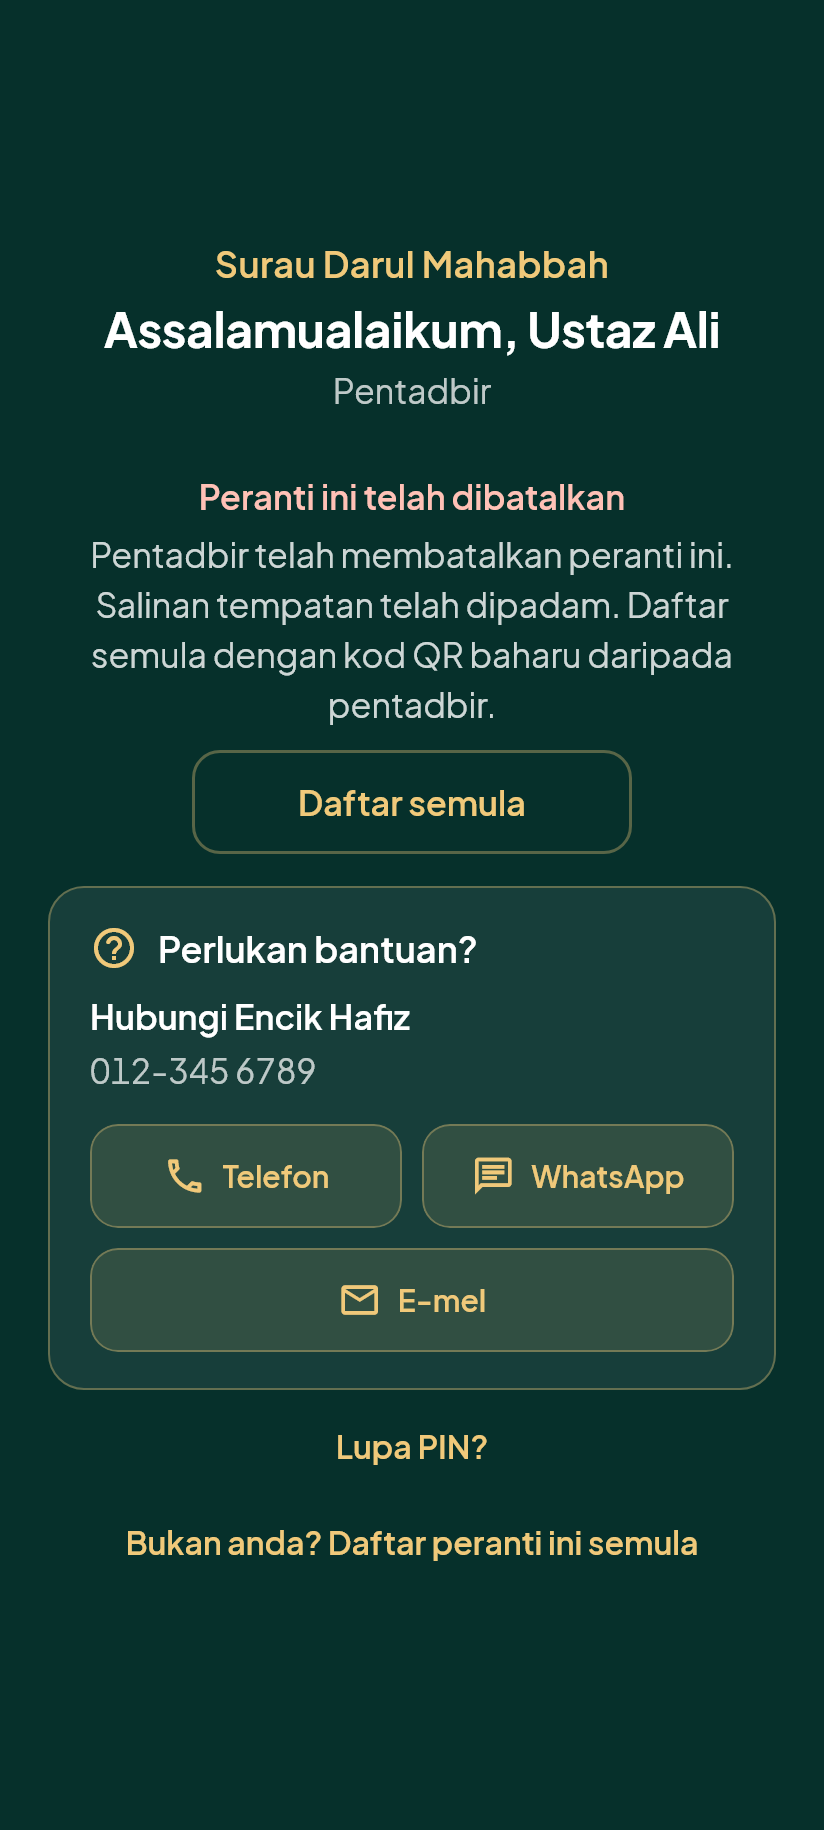 Surau Darul Mahabbah
Assalamualaikum, Ustaz Ali
Pentadbir
Peranti ini telah dibatalkan
Pentadbir telah membatalkan peranti ini.
Salinan tempatan telah dipadam. Daftar
semula dengan kod QR baharu daripada
pentadbir.
Daftar semula
Perlukan bantuan?
Hubungi Encik Hafiz
012-345 6789
Telefon
WhatsApp
E-mel
Lupa PIN?
Bukan anda? Daftar peranti ini semula